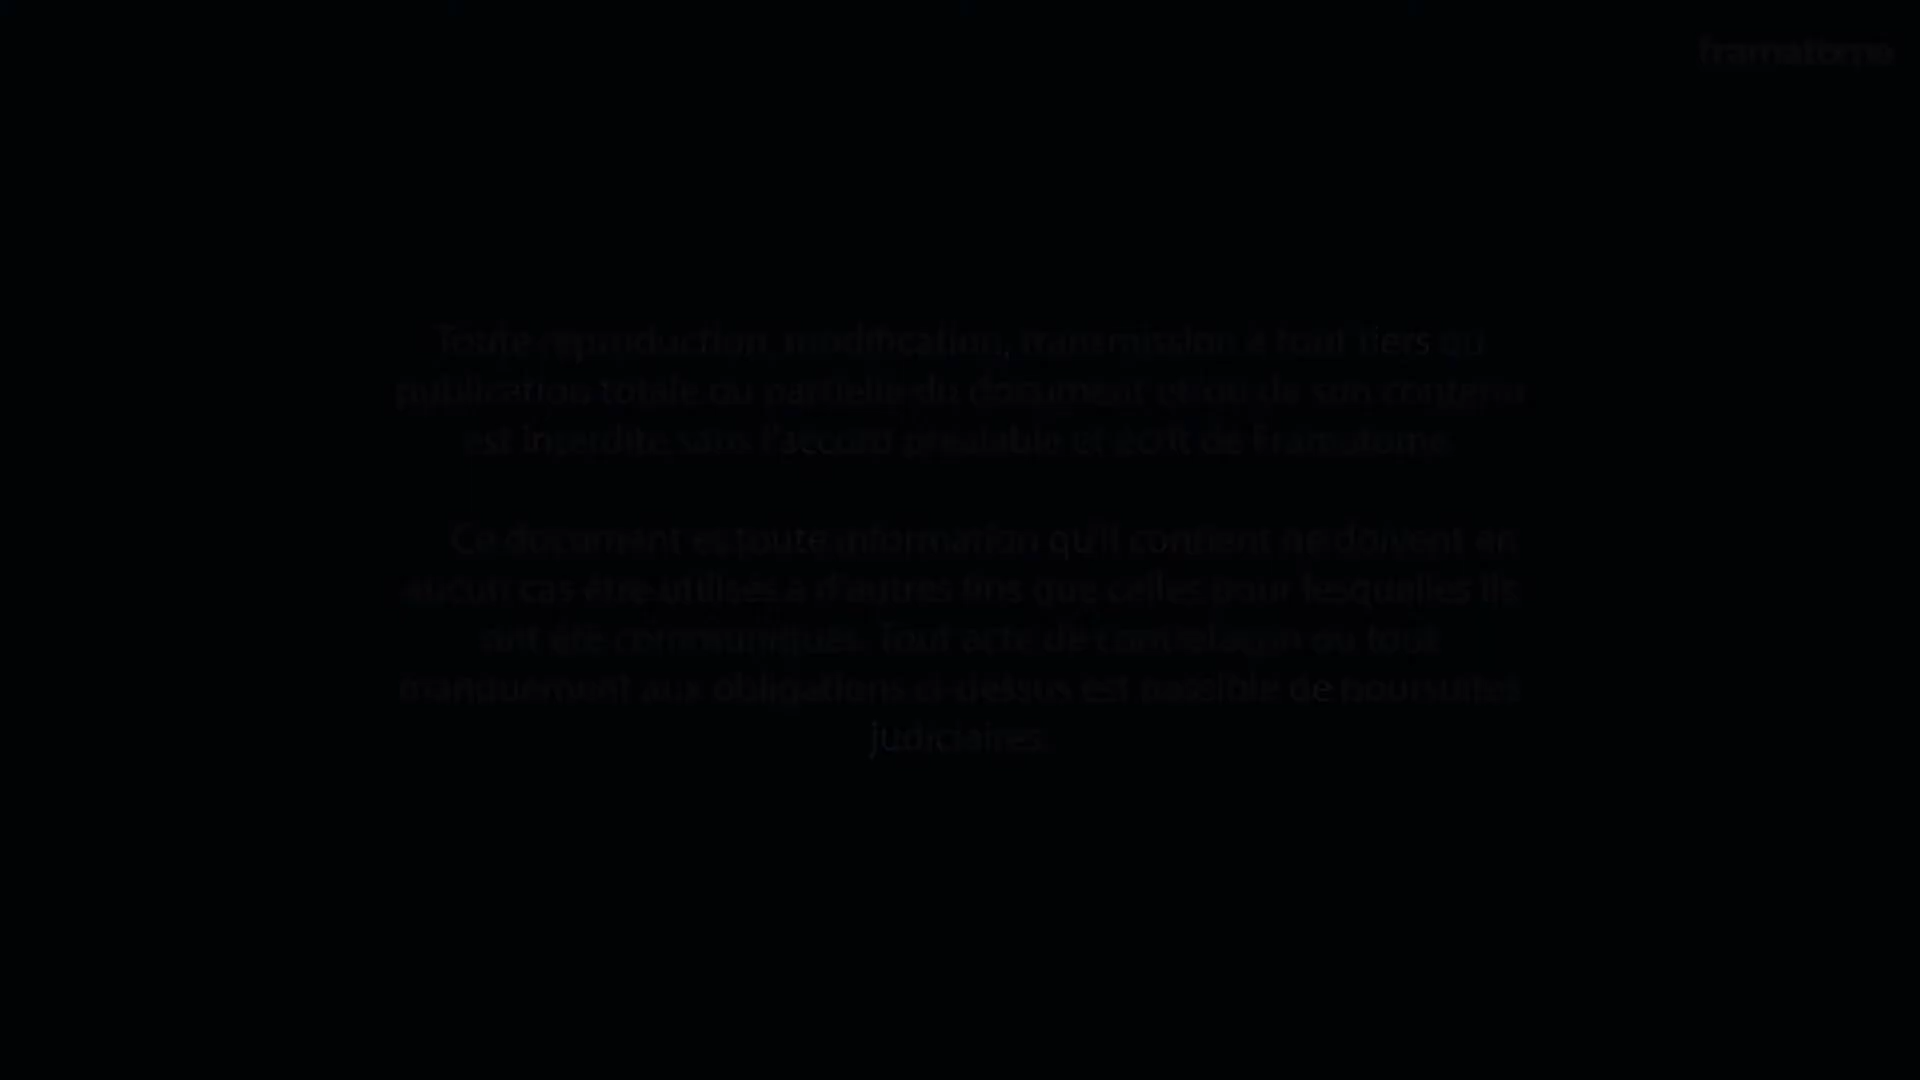 framatome
Toute reproduction, modification, transmission à tout tiers ou
publication totale ou partielle du document et/ou de son contenu
est interdite sans l'accord préalable et écrit de Framatome.
Ce document et toute information qu'il contient ne doivent en
aucun cas être utilisés à d'autres fins que celles pour lesquelles ils
ont été communiqués. Tout acte de contrefaçon ou tout
manquement aux obligations ci-dessus est passible de poursuites
judiciaires.